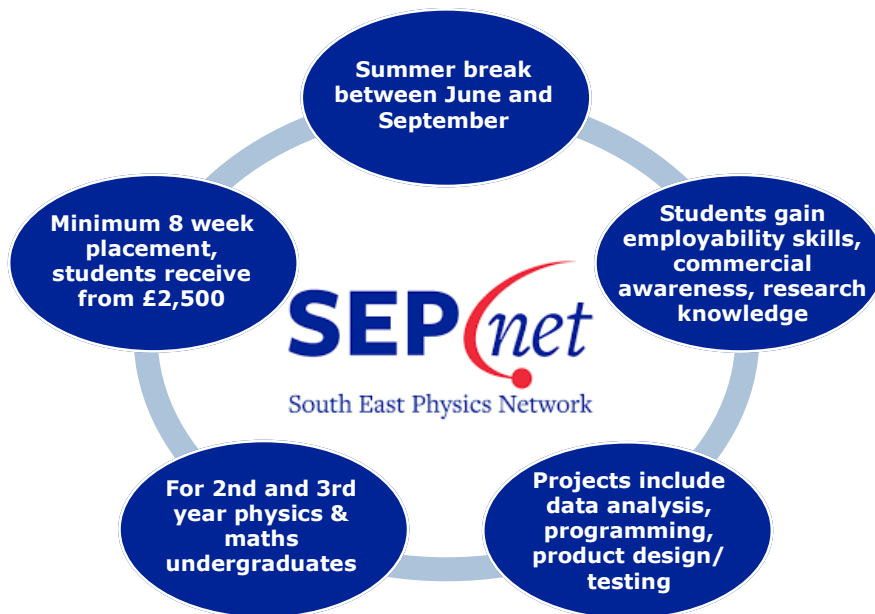 Summer break
between June and
September
Students gain
employability skills,
commercial
awareness, research
knowledge
Projects include
data analysis,
programming,
product design/
testing
For 2nd and 3rd
year physics &
maths
undergraduates
Minimum 8 week
placement,
students receive
from £2,500
SEPnet
South East Physics Network